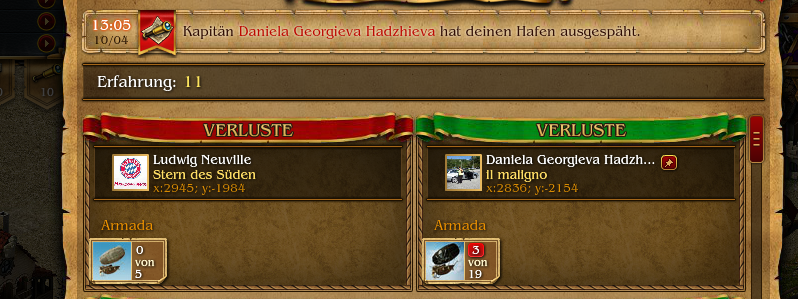 13:05
10/04
Kapitän Daniela Georgieva Hadzhieva hat deinen Hafen ausgespäht.
10
10
Erfahrung: 11
VERLUSTE
VERLUSTE
Ludwig Neuville
Stern des Süden
x:2945; y:-1984
Daniela Georgieva Hadzh...
il maligno
x:2836; y:-2154
Armada
0
von
5
Armada
3
von
19